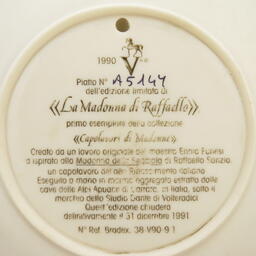 1990
Piatto N° A5144
dell'edizione limitata di
«La Madonna di Raffaello»
primo esemplare della collezione
«Capolavori di Madonne»
Creato da un lavoro originale del maestro Ennio Furiesi
e ispirato alla Madonna della Seggiola di Raffaello Sanzio,
un capolavoro del Rinascimento italiano
Eseguito a mano in marmo aggregato estratto dalle
cave delle Alpi Apuane di Carrara, in Italia, sotto il
marchio dello Studio Dante di Volteradici
Quest'edizione chiuderà
definitivamente il 31 dicembre 1991
N° Ref. Bradex: 38-V90-9.1